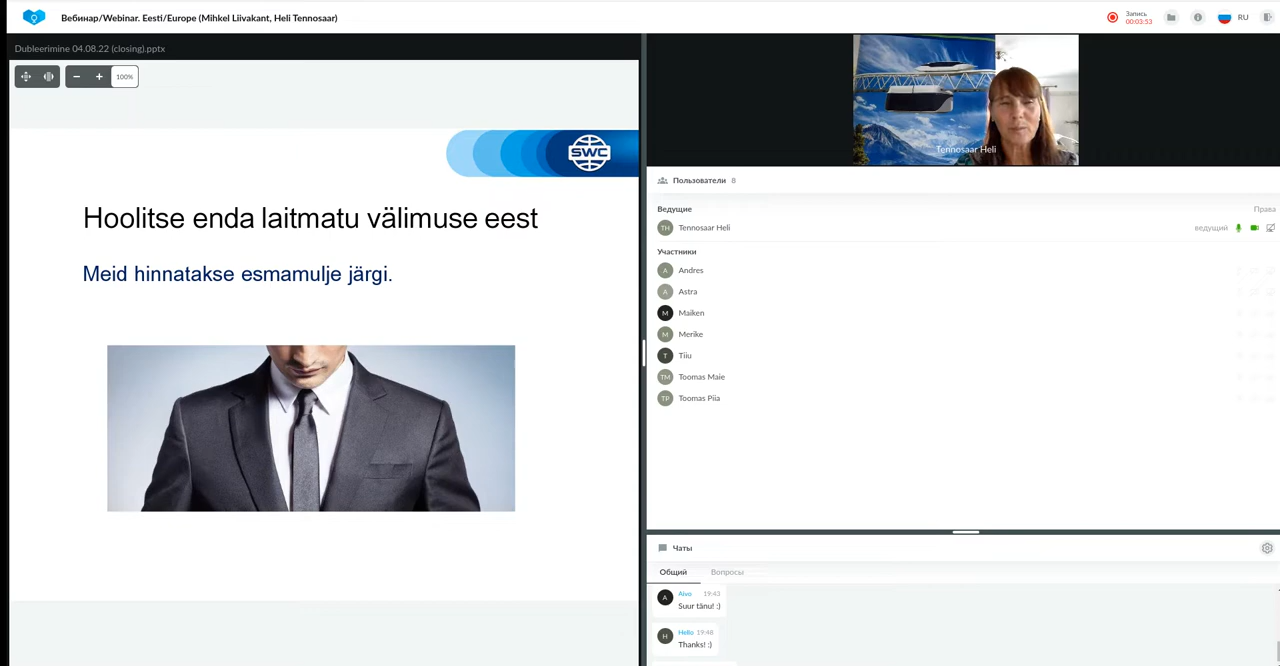 Вебинар/Webinar. Eesti/Europe (Mihkel Liivakant, Heli Tennosaar)
Запись
00:03:53
RU
Dubleerimine 04.08.22 (closing).pptx
100%
SWC
Hoolitse enda laitmatu välimuse eest
Meid hinnatakse esmamulje järgi.
Tennosaar Heli
Пользователи 8
Ведущие Права
TH Tennosaar Heli ведущий
Участники
A Andres
A Astra
M Maiken
M Merike
T Tiiu
TM Toomas Maie
TP Toomas Piia
Чаты
Общий Вопросы
A Aivo 19:43
Suur tänu! :)
H Hello 19:48
Thanks! :)